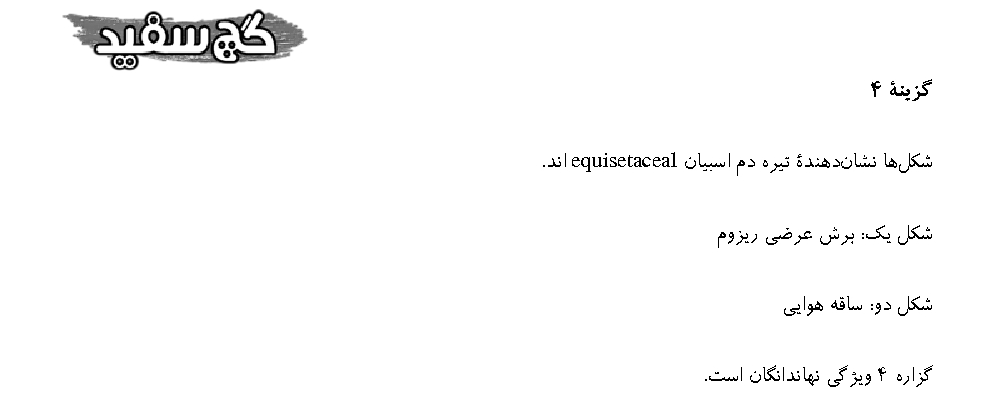 گچ سفید
گزینهٔ ۴
شکل‌ها نشان‌دهندهٔ تیره دم اسبیان equisetaceal اند.
شکل یک: برش عرضی ریزوم
شکل دو: ساقه هوایی
گزاره ۴ ویژگی نهاندانگان است.